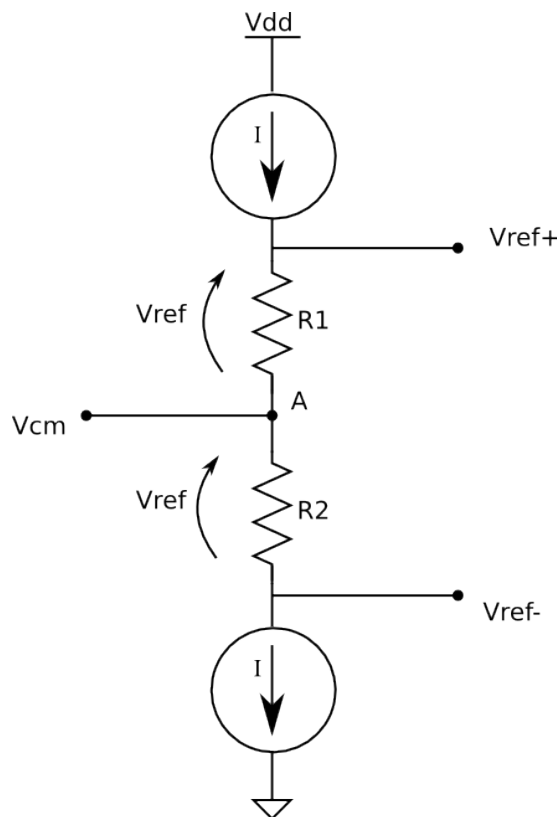 Vdd
I
Vref+
Vref
R1
A
Vcm
Vref
R2
Vref-
I